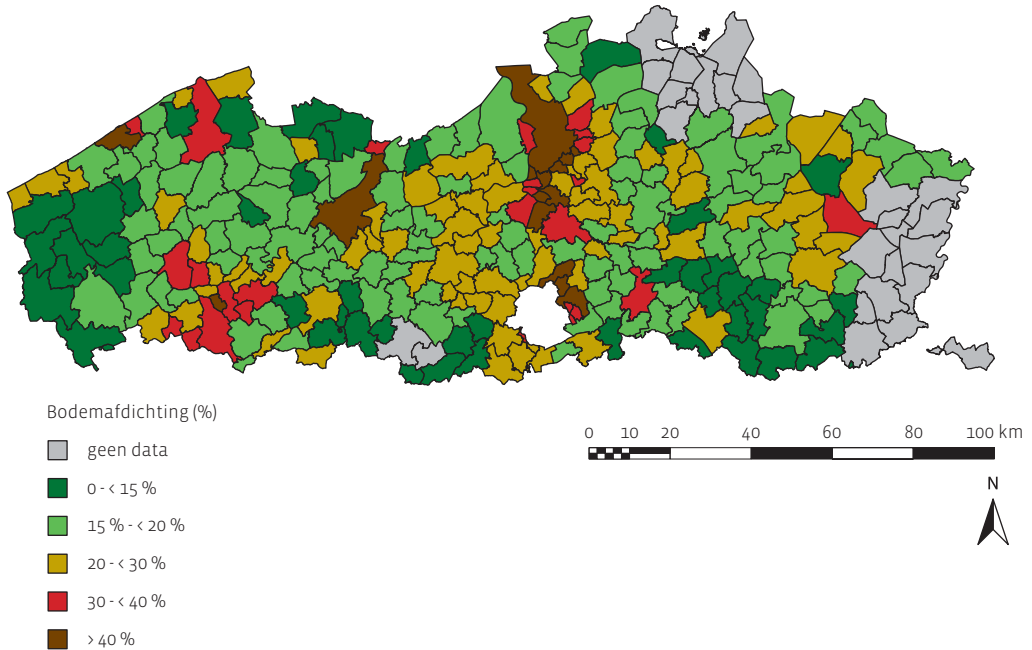 Bodemafdichting (%)
geen data
0 - < 15 %
15 % - < 20 %
20 - < 30 %
30 - < 40 %
> 40 %
0 10 20 40 60 80 100 km
N